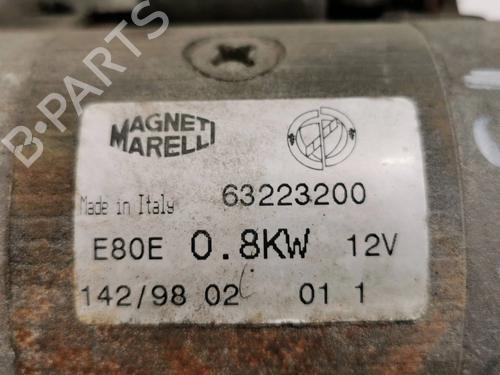 B-PARTS
MAGNETI
MARELLI
Made in Italy 63223200
E80E 0.8KW 12V
142/98 02 01 1